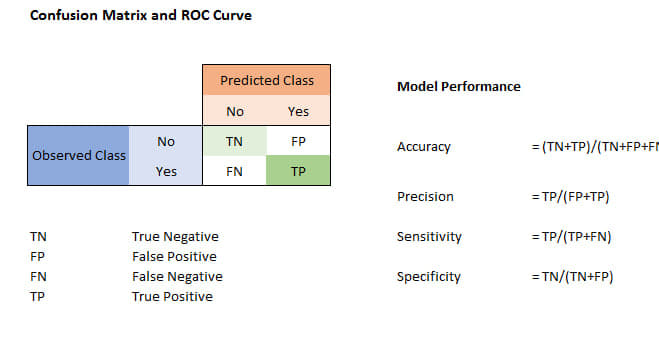 Confusion Matrix and ROC Curve
Predicted Class
Model Performance
No Yes
Observed Class No TN FP
Yes FN TP
Accuracy = (TN+TP)/(TN+FP+FN
Precision = TP/(FP+TP)
Sensitivity = TP/(TP+FN)
Specificity = TN/(TN+FP)
TN True Negative
FP False Positive
FN False Negative
TP True Positive